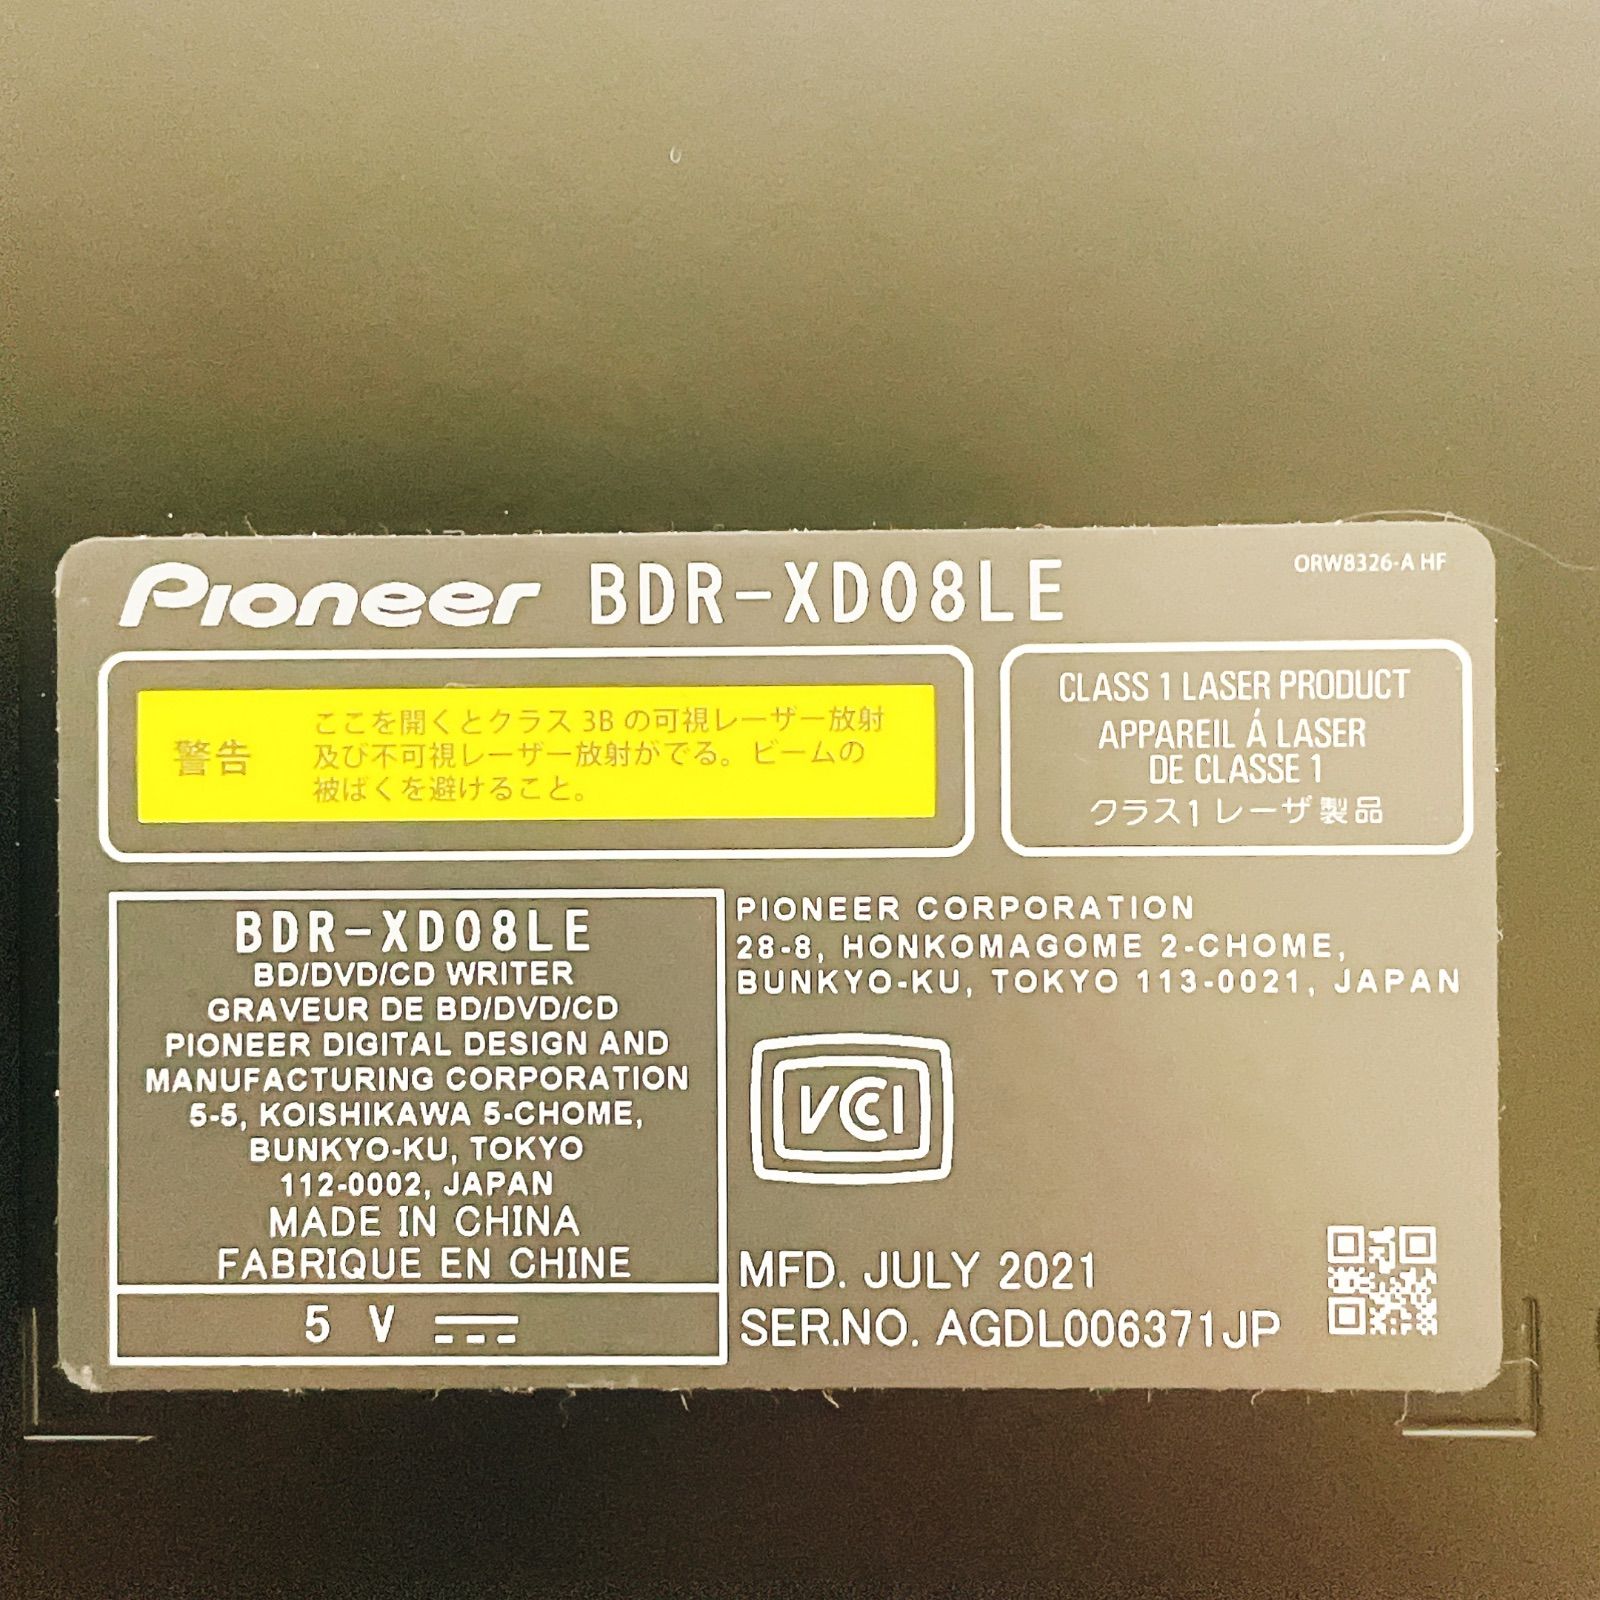 Pioneer BDR-XD08LE
ORW8326-A HF
警告
ここを開くとクラス 3B の可視レーザー放射
及び不可視レーザー放射がでる。ビームの
被ばくを避けること。
CLASS 1 LASER PRODUCT
APPAREIL Á LASER
DE CLASSE 1
クラス1 レーザ製品
BDR-XD08LE
BD/DVD/CD WRITER
GRAVEUR DE BD/DVD/CD
PIONEER DIGITAL DESIGN AND
MANUFACTURING CORPORATION
5-5, KOISHIKAWA 5-CHOME,
BUNKYO-KU, TOKYO
112-0002, JAPAN
MADE IN CHINA
FABRIQUE EN CHINE
5 V
PIONEER CORPORATION
28-8, HONKOMAGOME 2-CHOME,
BUNKYO-KU, TOKYO 113-0021, JAPAN
VCCI
MFD. JULY 2021
SER.NO. AGDL006371JP